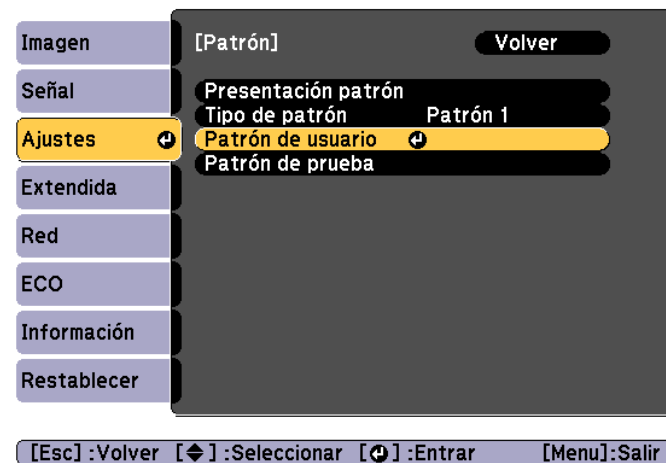 Imagen
Señal
Ajustes
Extendida
Red
ECO
Información
Restablecer
[Patrón] Volver
Presentación patrón
Tipo de patrón Patrón 1
Patrón de usuario
Patrón de prueba
[Esc] :Volver [◆] :Seleccionar [⏎] :Entrar [Menu]:Salir